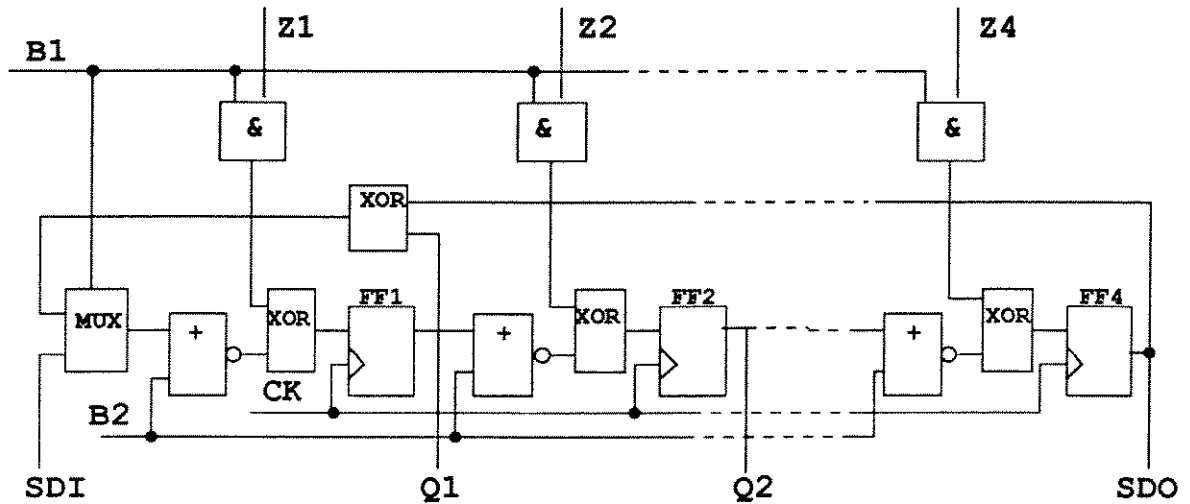 Z1 Z2 Z4
B1
& & &
XOR
FF1 FF2 FF4
MUX + XOR + XOR + XOR
CK
B2
SDI Q1 Q2 SDO